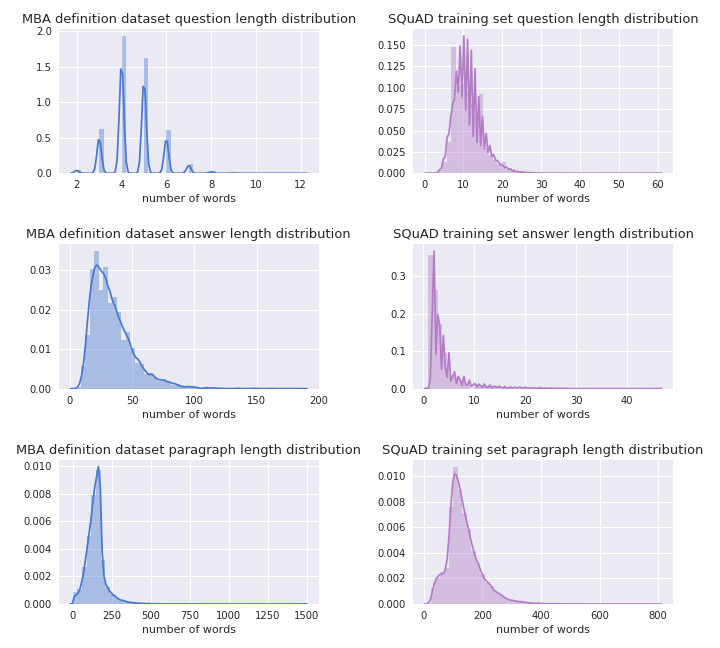 MBA definition dataset question length distribution
2.0
1.5
1.0
0.5
0.0
2 4 6 8 10 12
number of words
SQuAD training set question length distribution
0.150
0.125
0.100
0.075
0.050
0.025
0.000
0 10 20 30 40 50 60
number of words
MBA definition dataset answer length distribution
0.03
0.02
0.01
0.00
0 50 100 150 200
number of words
SQuAD training set answer length distribution
0.3
0.2
0.1
0.0
0 10 20 30 40
number of words
MBA definition dataset paragraph length distribution
0.010
0.008
0.006
0.004
0.002
0.000
0 250 500 750 1000 1250 1500
number of words
SQuAD training set paragraph length distribution
0.010
0.008
0.006
0.004
0.002
0.000
0 200 400 600 800
number of words